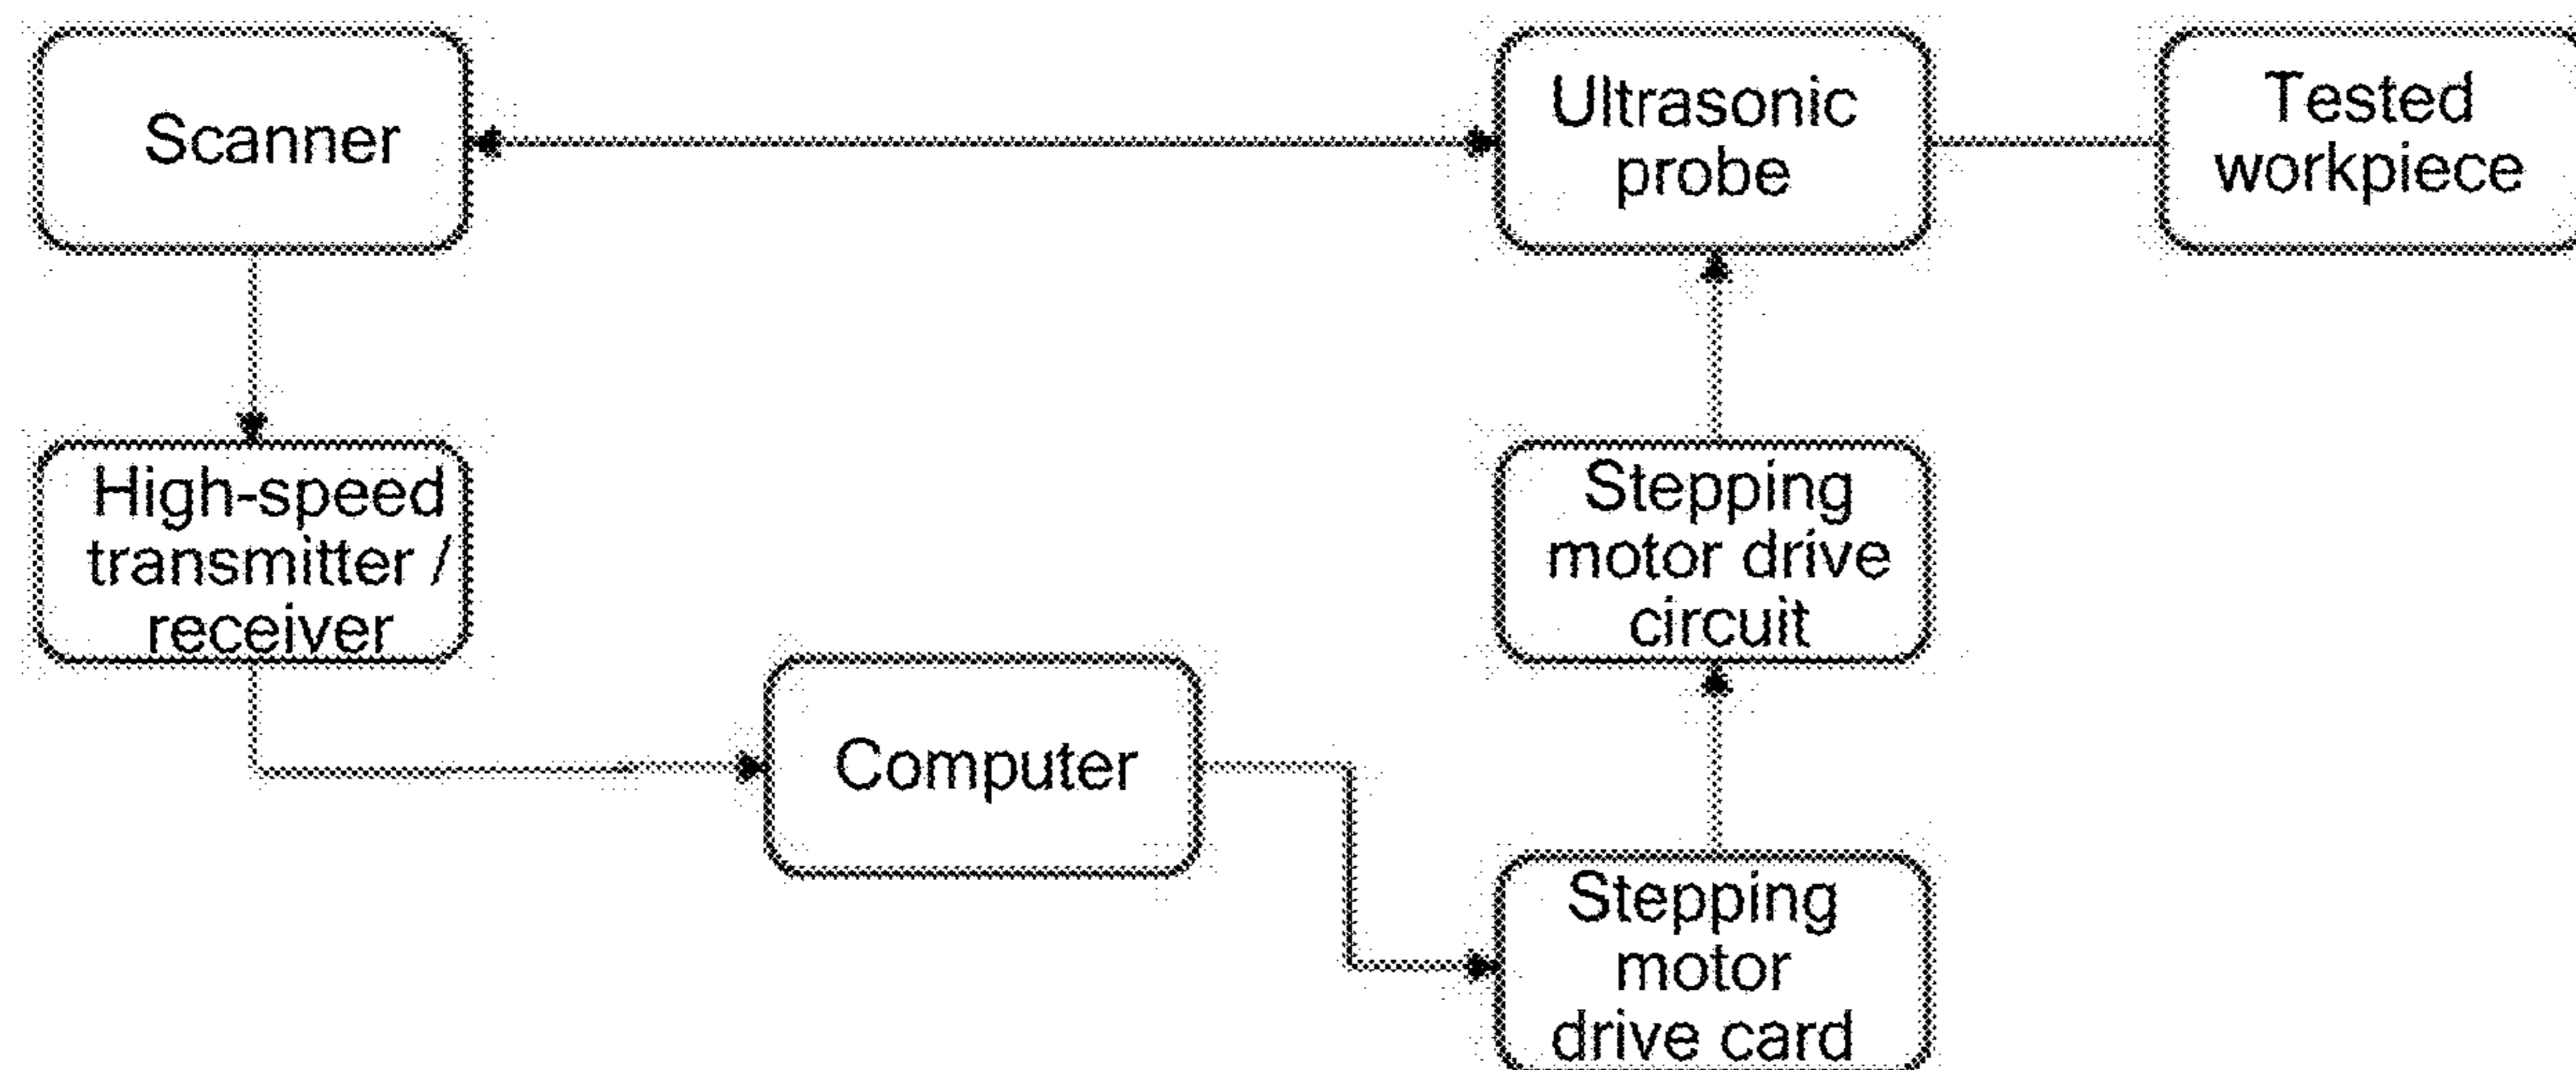 Scanner
Ultrasonic
probe
Tested
workpiece
High-speed
transmitter /
receiver
Stepping
motor drive
circuit
Computer
Stepping
motor
drive card